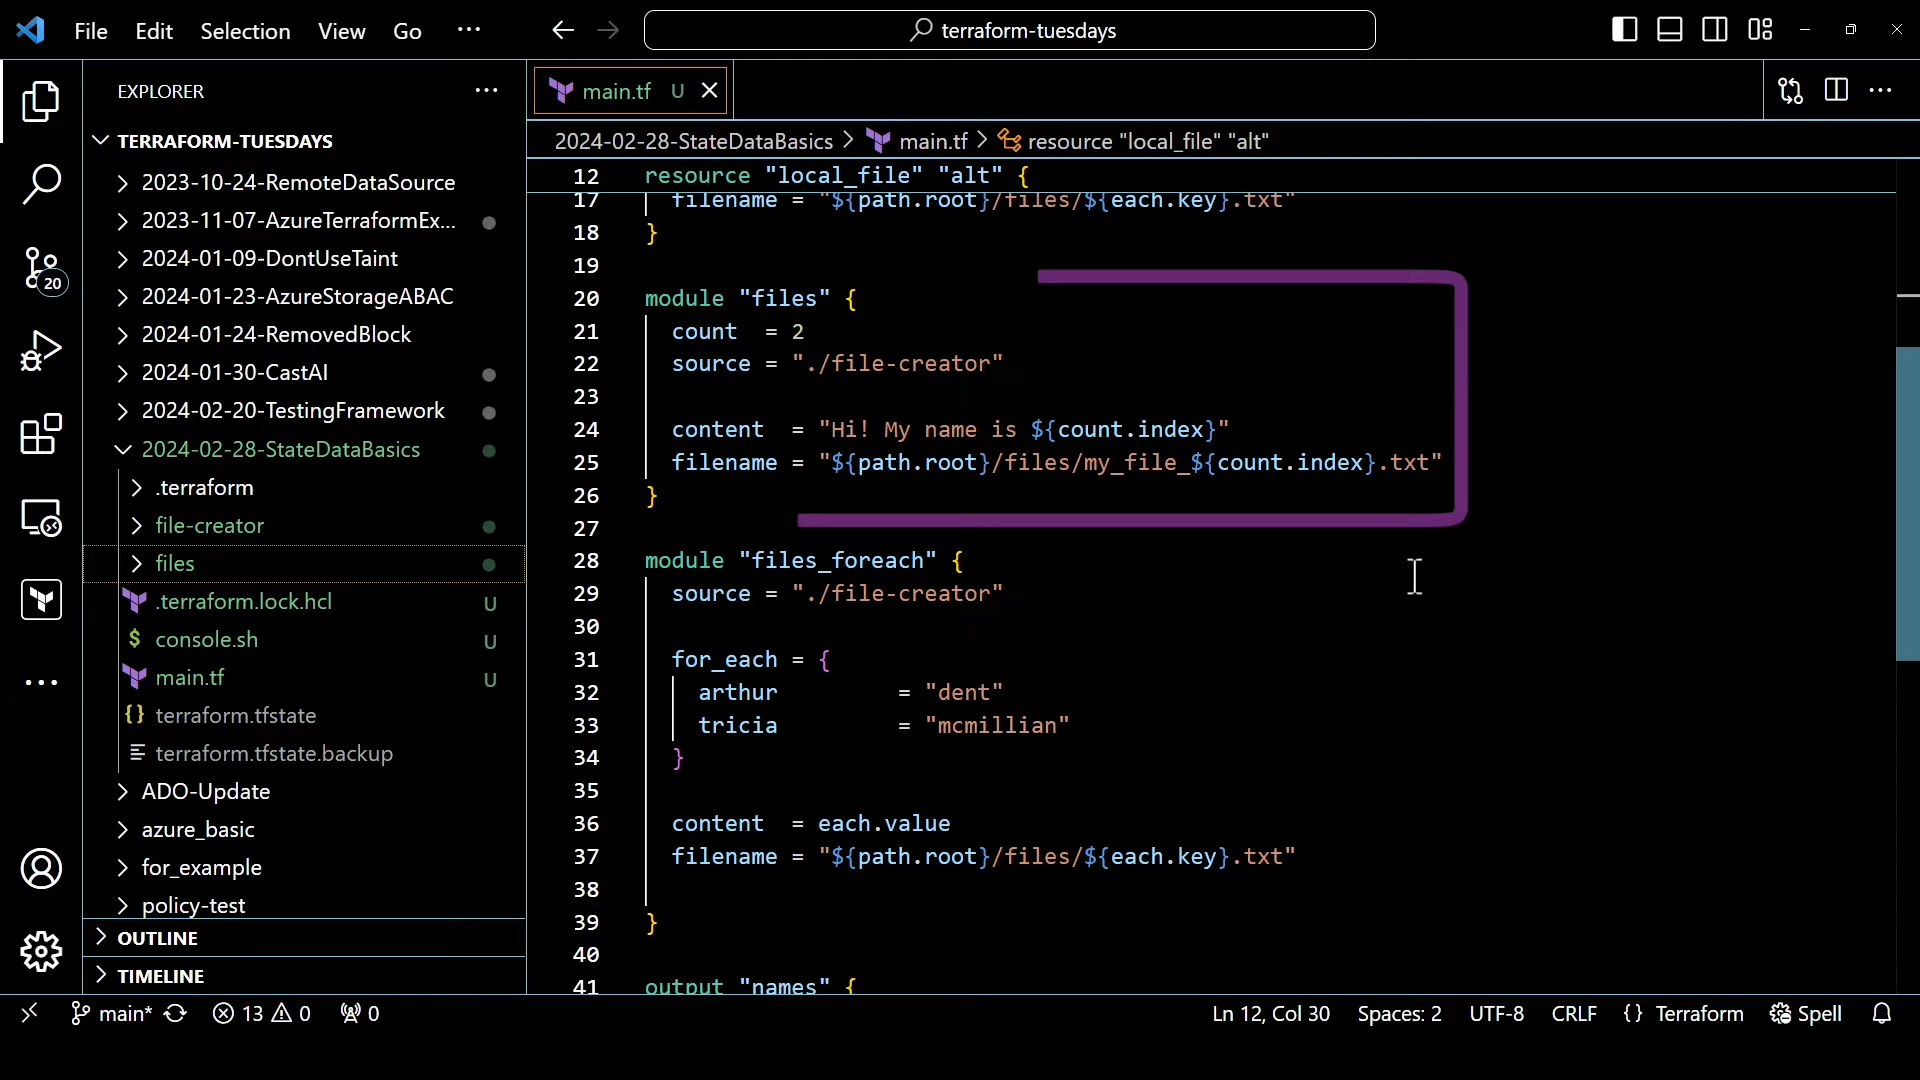 File Edit Selection View Go ···
terraform-tuesdays
EXPLORER
TERRAFORM-TUESDAYS
2023-10-24-RemoteDataSource
2023-11-07-AzureTerraformEx...
2024-01-09-DontUseTaint
2024-01-23-AzureStorageABAC
2024-01-24-RemovedBlock
2024-01-30-CastAI
2024-02-20-TestingFramework
2024-02-28-StateDataBasics
.terraform
file-creator
files
.terraform.lock.hcl U
$ console.sh U
main.tf U
{} terraform.tfstate
terraform.tfstate.backup
ADO-Update
azure_basic
for_example
policy-test
OUTLINE
TIMELINE
20
main.tf U
2024-02-28-StateDataBasics > main.tf > resource "local_file" "alt"
12 resource "local_file" "alt" {
17 filename = "${path.root}/files/${each.key}.txt"
18 }
19
20 module "files" {
21 count = 2
22 source = "./file-creator"
23
24 content = "Hi! My name is ${count.index}"
25 filename = "${path.root}/files/my_file_${count.index}.txt"
26 }
27
28 module "files_foreach" {
29 source = "./file-creator"
30
31 for_each = {
32 arthur = "dent"
33 tricia = "mcmillian"
34 }
35
36 content = each.value
37 filename = "${path.root}/files/${each.key}.txt"
38
39 }
40
41 output "names" {
main* 13 0 0 Ln 12, Col 30 Spaces: 2 UTF-8 CRLF {} Terraform Spell